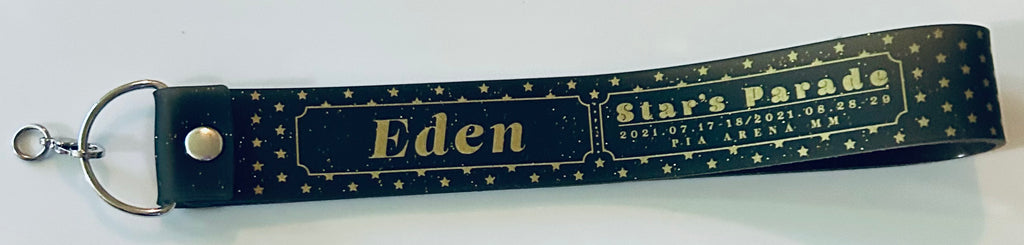 Eden
Star's Parade
2021.07.17-18/2021.08.28-29
PIA ARENA MM